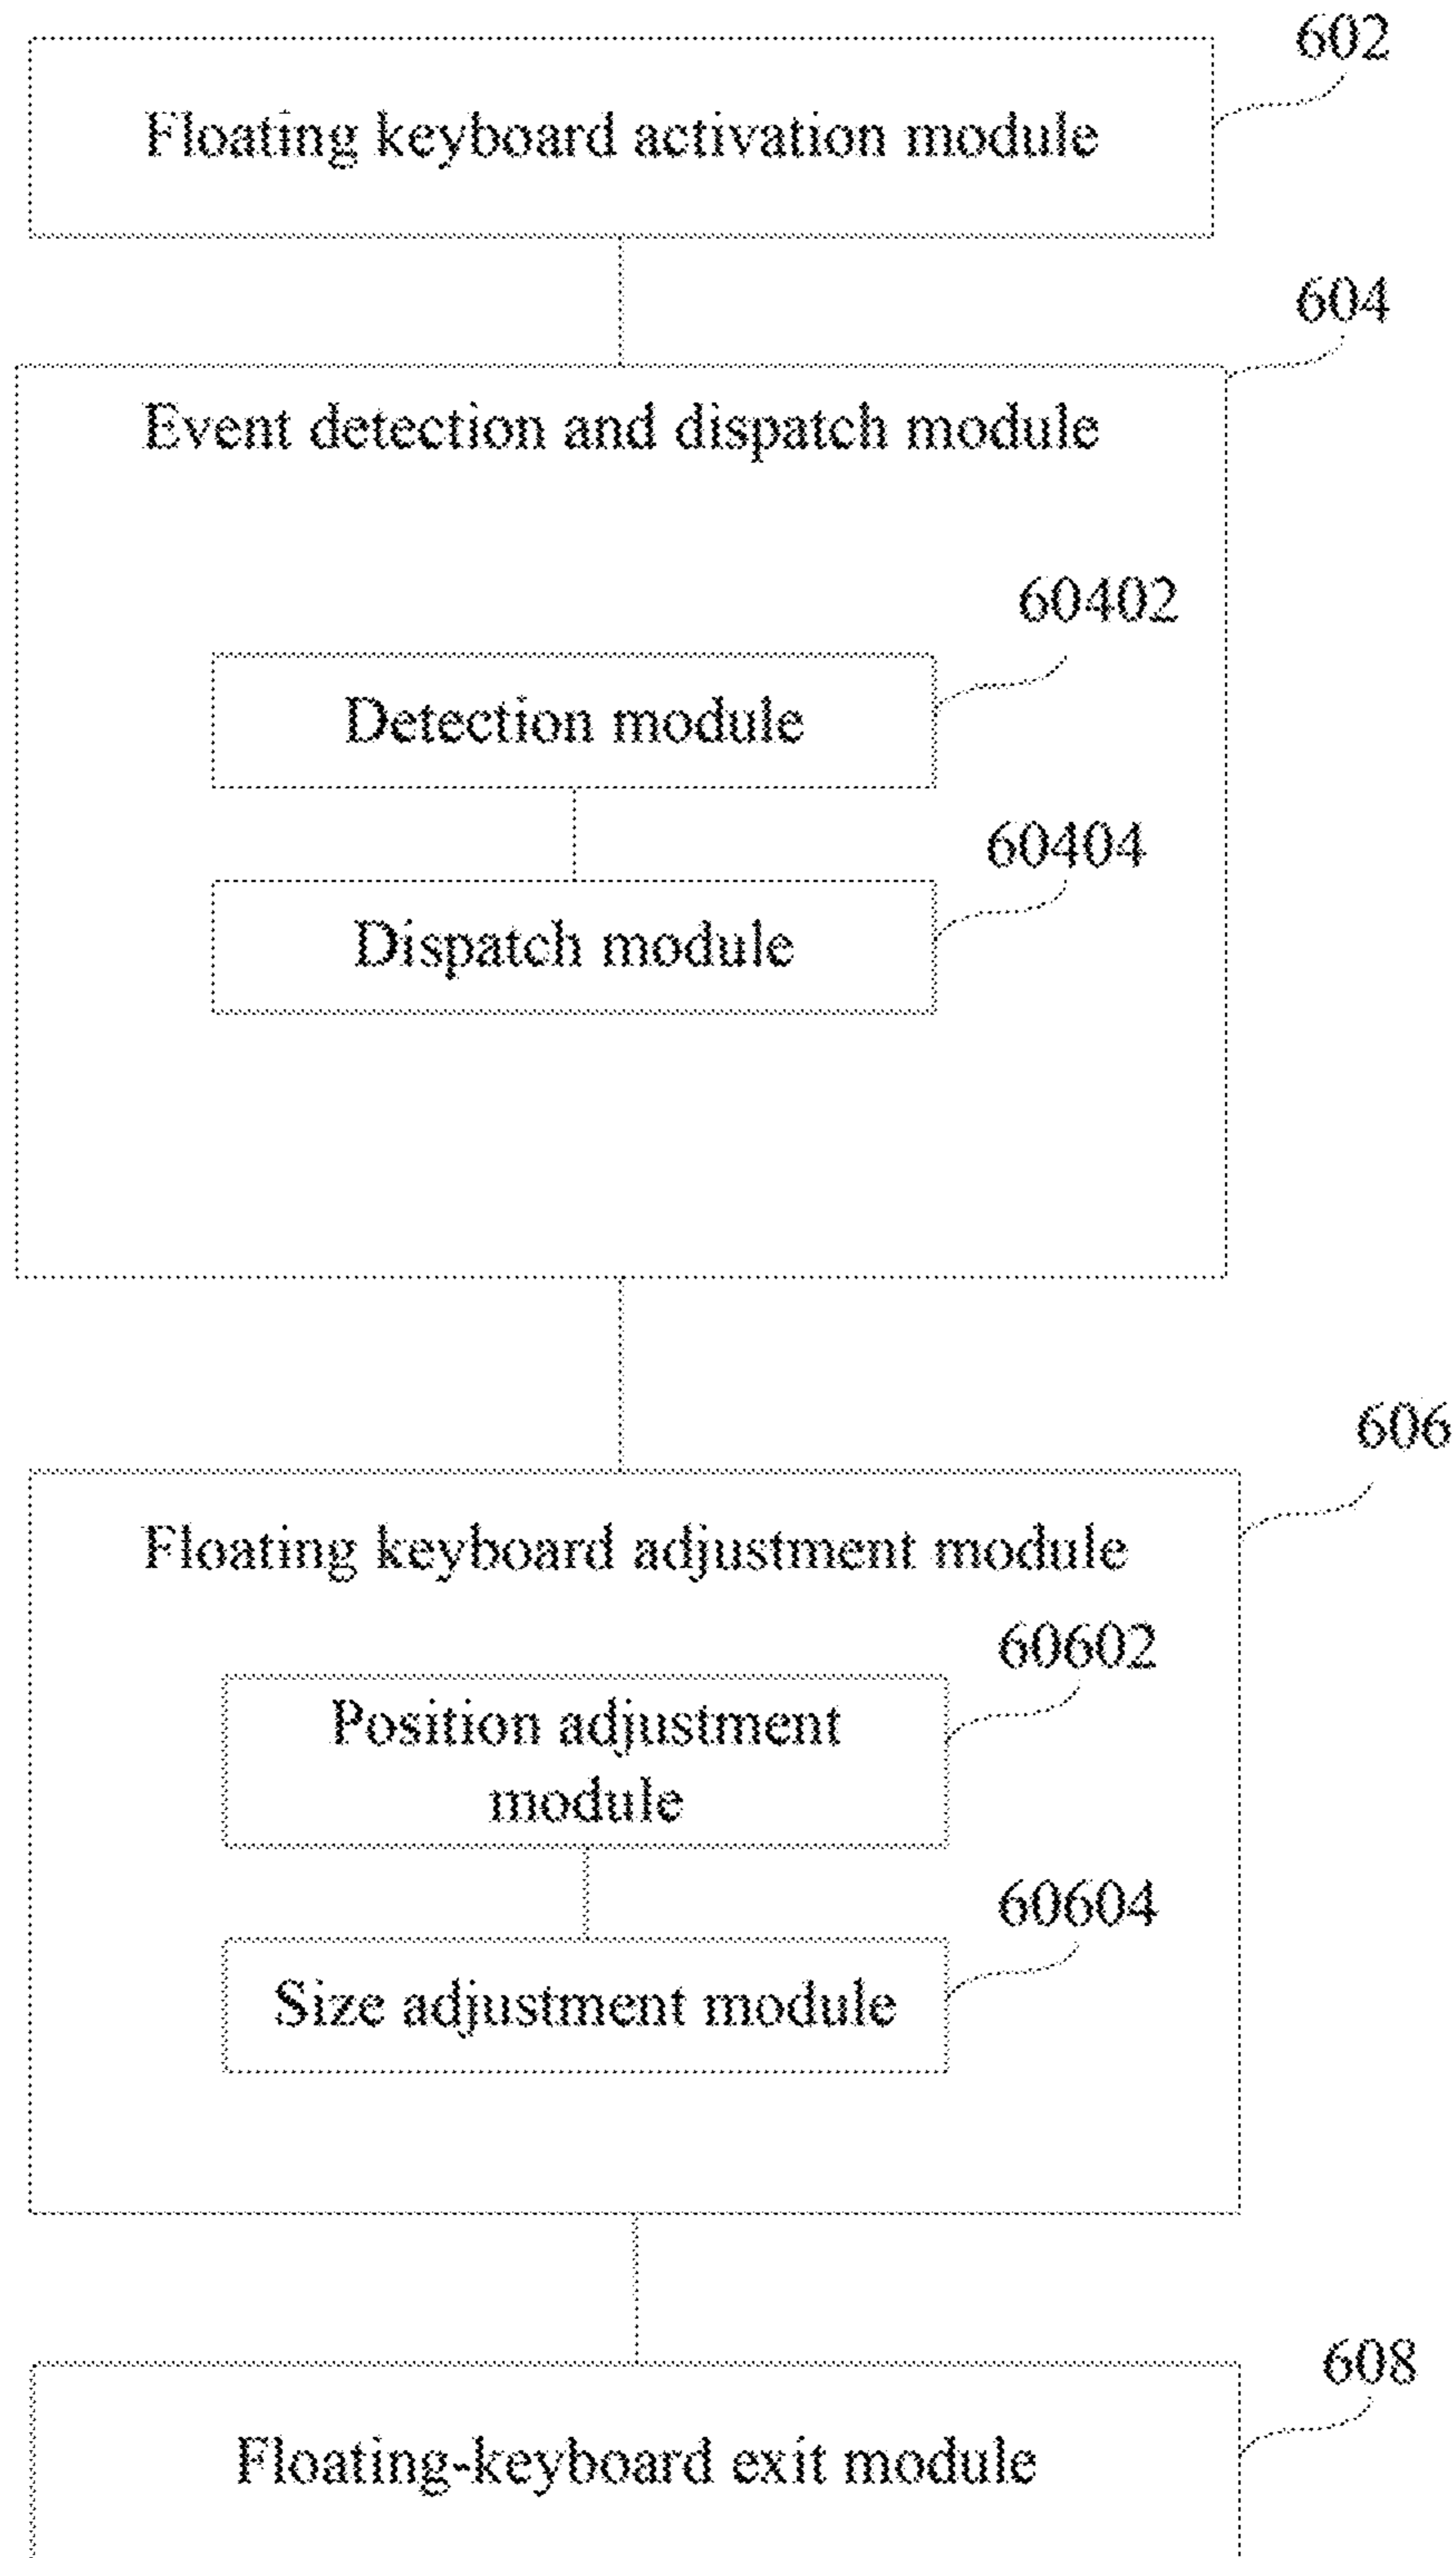 602
Floating keyboard activation module
604
Event detection and dispatch module
60402
Detection module
60404
Dispatch module
606
Floating keyboard adjustment module
60602
Position adjustment
module
60604
Size adjustment module
608
Floating-keyboard exit module